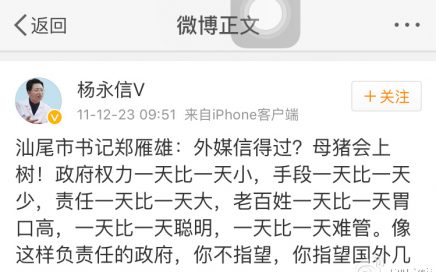 返回
微博正文
杨永信V
11-12-23 09:51 来自iPhone客户端
+关注
汕尾市书记郑雁雄：外媒信得过？母猪会上
树！政府权力一天比一天小，手段一天比一天
少，责任一天比一天大，老百姓一天比一天胃
口高，一天比一天聪明，一天比一天难管。像
这样负责任的政府，你不指望，你指望国外几